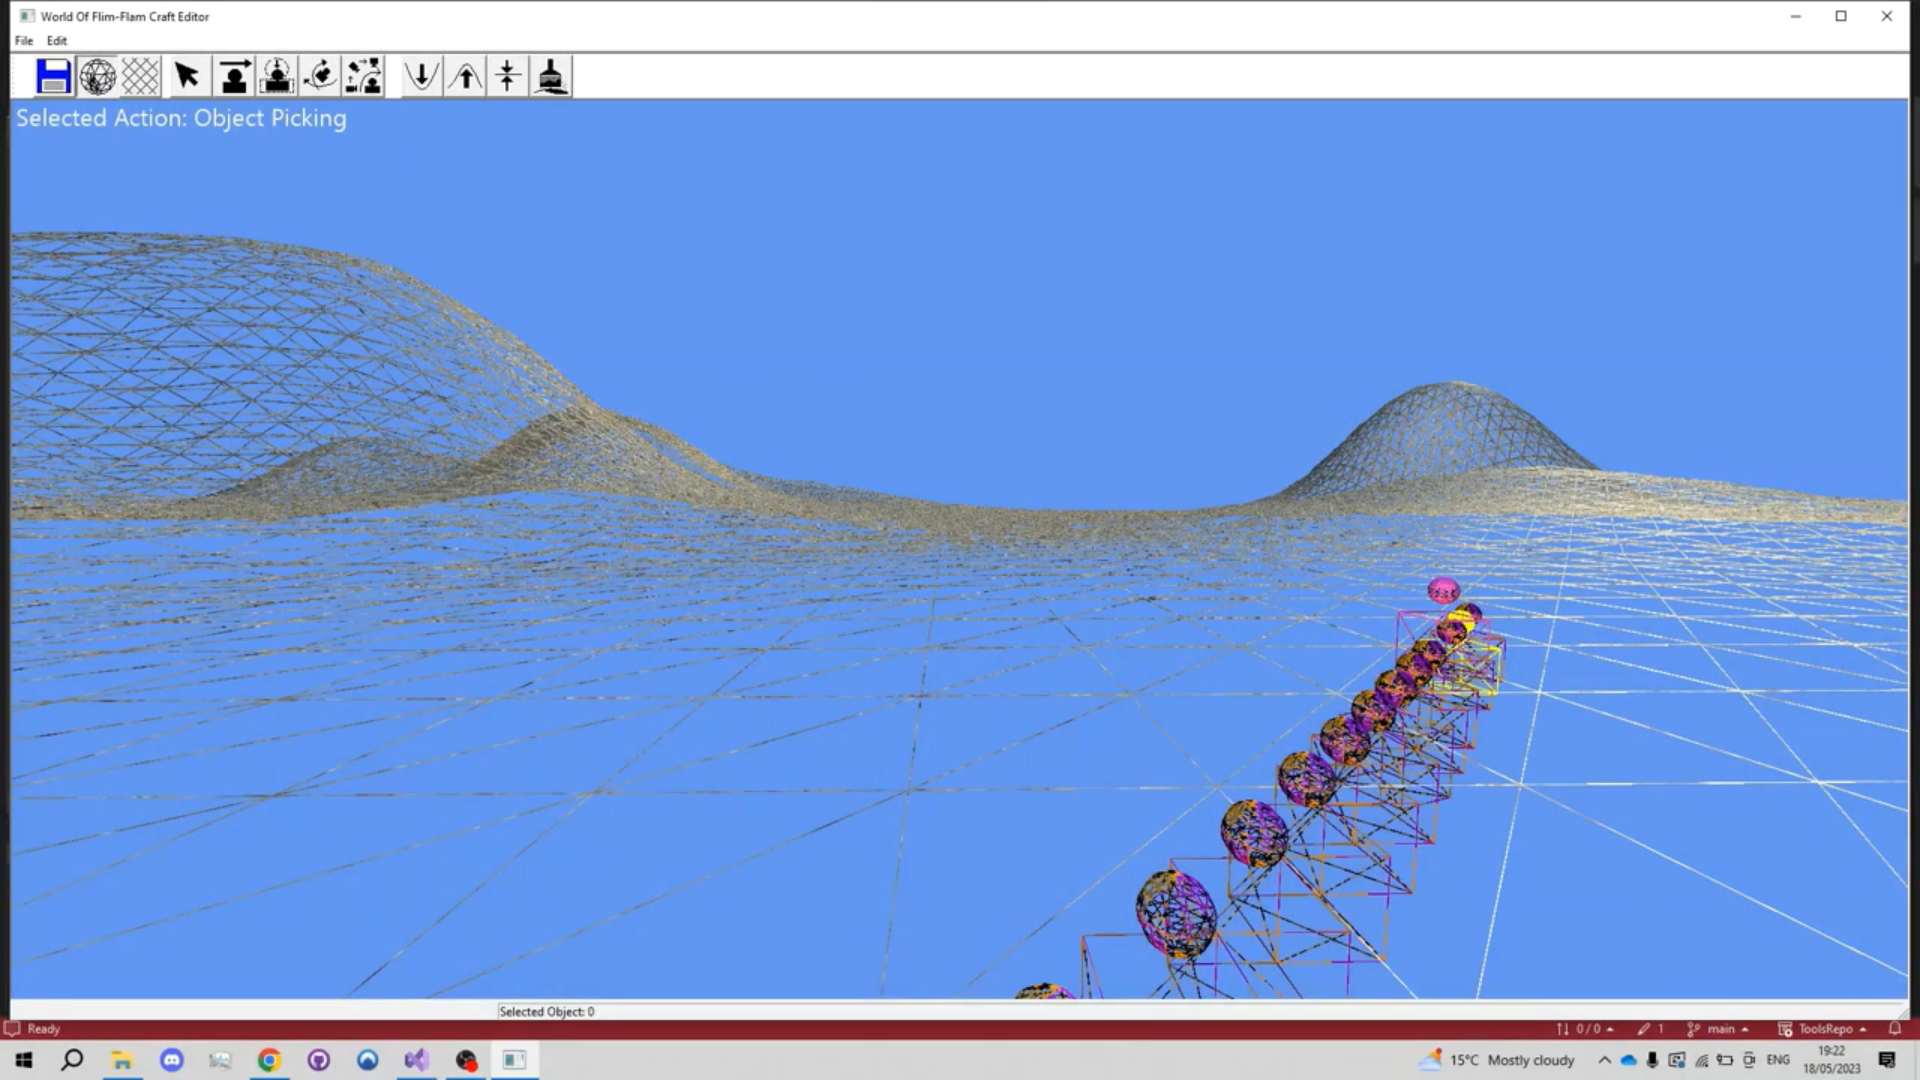 World Of Flim-Flam Craft Editor
File Edit
Selected Action: Object Picking
Selected Object: 0
Ready
0 / 0
1
main
ToolsRepo
15°C Mostly cloudy
ENG
19:22
18/05/2023